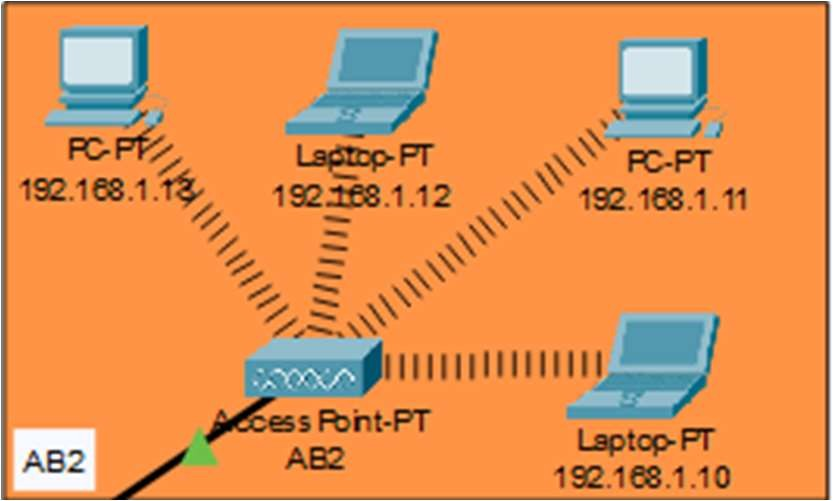 PC-PT
192.168.1.13
Laptop-PT
192.168.1.12
PC-PT
192.168.1.11
Access Point-PT
AB2
Laptop-PT
192.168.1.10
AB2